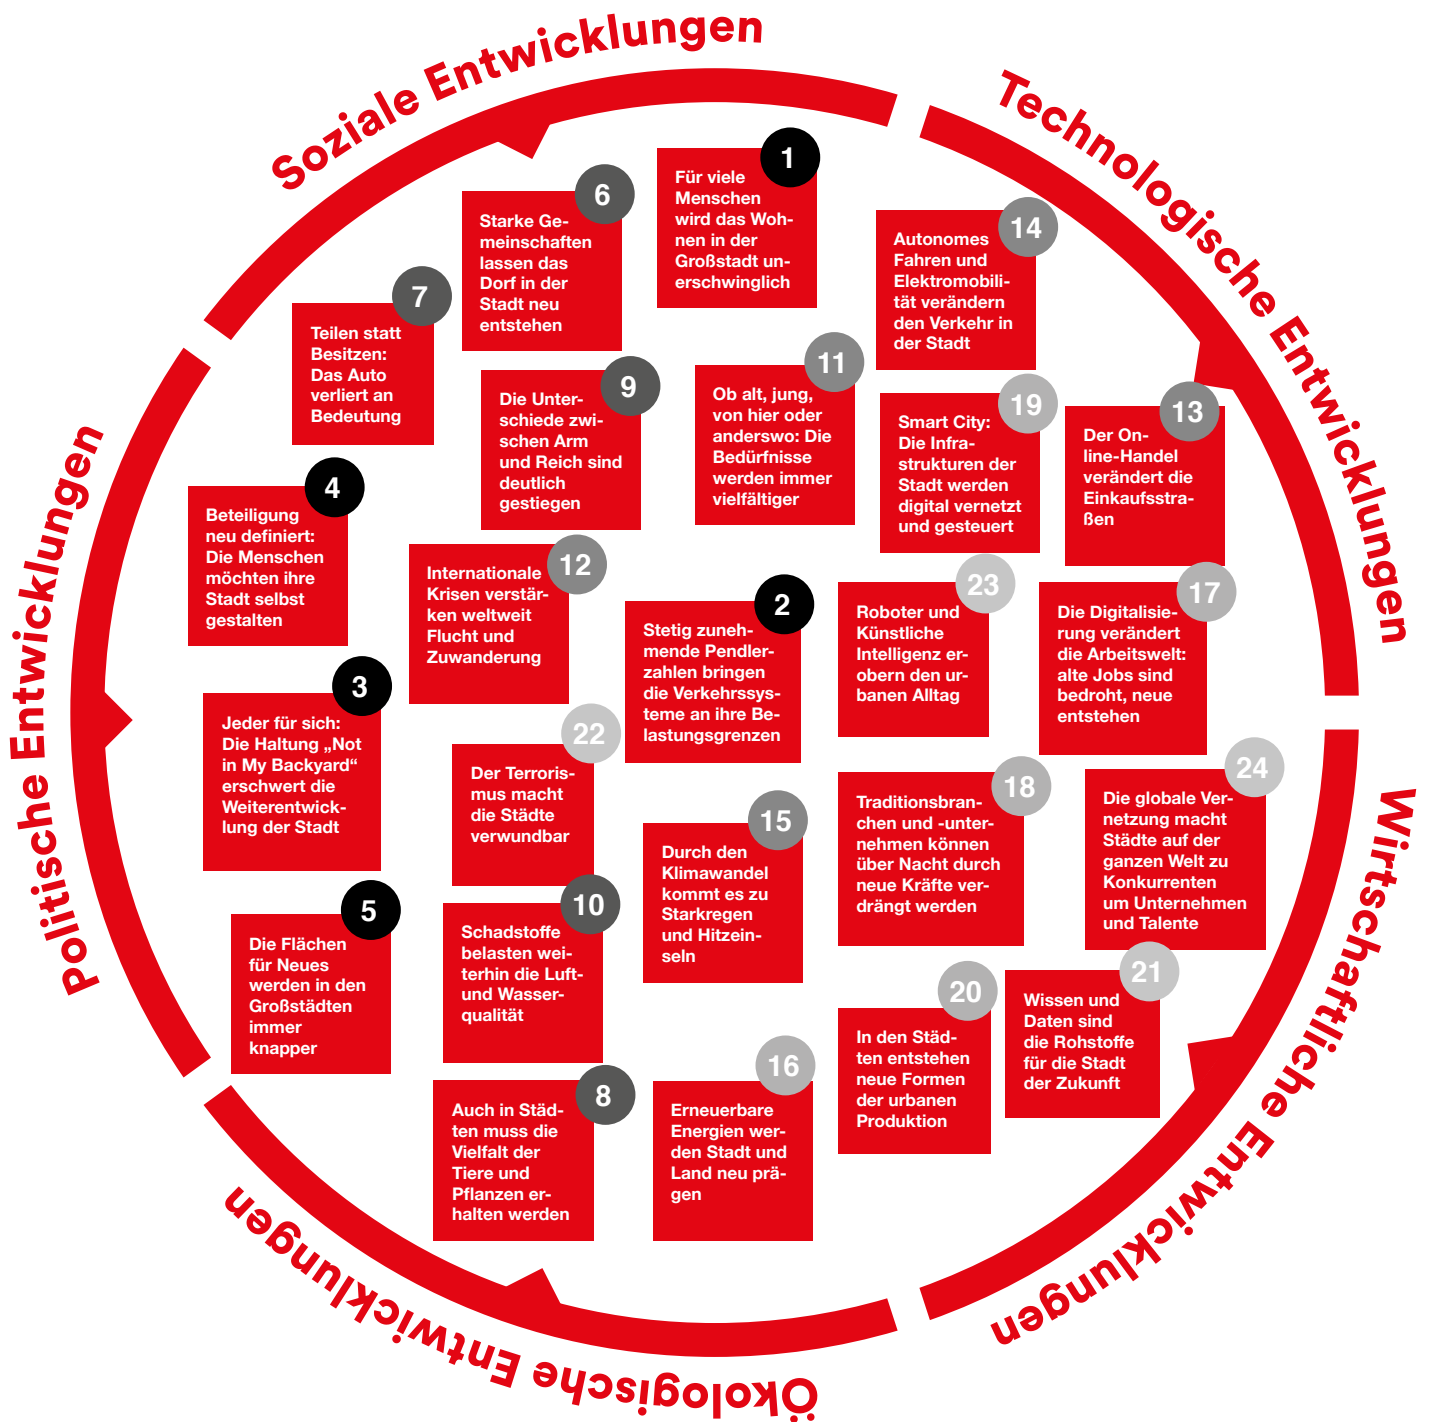 Soziale Entwicklungen
Technologische Entwicklungen
Wirtschaftliche Entwicklungen
Ökologische Entwicklungen
Politische Entwicklungen
1
Für viele
Menschen
wird das Woh-
nen in der
Großstadt un-
erschwinglich
6
Starke Ge-
meinschaften
lassen das
Dorf in der
Stadt neu
entstehen
14
Autonomes
Fahren und
Elektromobili-
tät verändern
den Verkehr in
der Stadt
7
Teilen statt
Besitzen:
Das Auto
verliert an
Bedeutung
9
Die Unter-
schiede zwi-
schen Arm
und Reich sind
deutlich
gestiegen
11
Ob alt, jung,
von hier oder
anderswo: Die
Bedürfnisse
werden immer
vielfältiger
19
Smart City:
Die Infra-
strukturen der
Stadt werden
digital vernetzt
und gesteuert
13
Der On-
line-Handel
verändert die
Einkaufsstra-
ßen
4
Beteiligung
neu definiert:
Die Menschen
möchten ihre
Stadt selbst
gestalten
12
Internationale
Krisen verstär-
ken weltweit
Flucht und
Zuwanderung
2
Stetig zuneh-
mende Pendler-
zahlen bringen
die Verkehrssys-
teme an ihre Be-
lastungsgrenzen
23
Roboter und
Künstliche
Intelligenz er-
obern den ur-
banen Alltag
17
Die Digitalisie-
rung verändert
die Arbeitswelt:
alte Jobs sind
bedroht, neue
entstehen
3
Jeder für sich:
Die Haltung „Not
in My Backyard“
erschwert die
Weiterentwick-
lung der Stadt
22
Der Terroris-
mus macht
die Städte
verwundbar
15
Durch den
Klimawandel
kommt es zu
Starkregen
und Hitzein-
seln
18
Traditionsbran-
chen und -unter-
nehmen können
über Nacht durch
neue Kräfte ver-
drängt werden
24
Die globale Ver-
netzung macht
Städte auf der
ganzen Welt zu
Konkurrenten
um Unternehmen
und Talente
5
Die Flächen
für Neues
werden in den
Großstädten
immer
knapper
10
Schadstoffe
belasten wei-
terhin die Luft-
und Wasser-
qualität
20
In den Städ-
ten entstehen
neue Formen
der urbanen
Produktion
21
Wissen und
Daten sind
die Rohstoffe
für die Stadt
der Zukunft
8
Auch in Städ-
ten muss die
Vielfalt der
Tiere und
Pflanzen er-
halten werden
16
Erneuerbare
Energien wer-
den Stadt und
Land neu prä-
gen